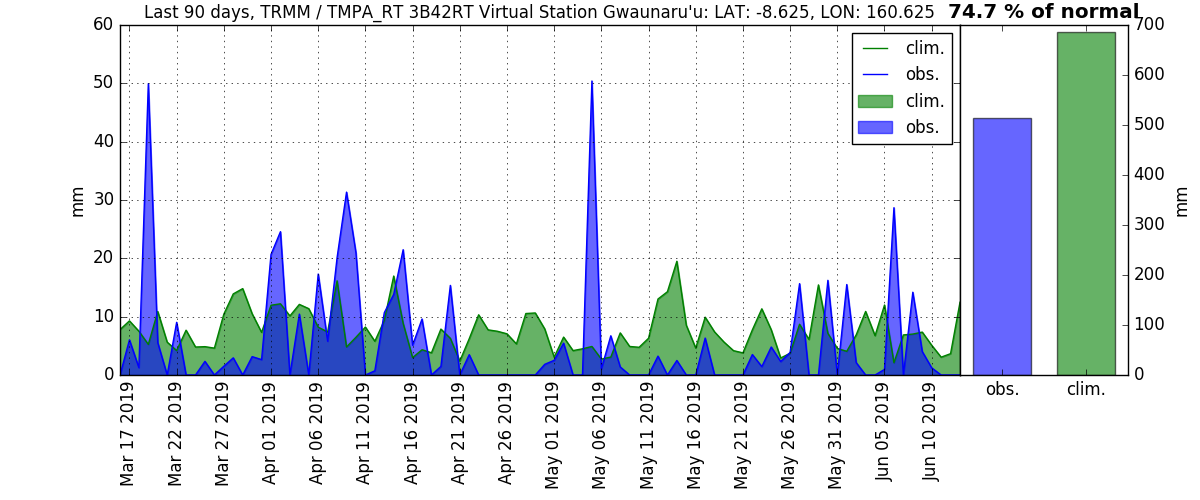 Last 90 days, TRMM / TMPA_RT 3B42RT Virtual Station Gwaunaru'u: LAT: -8.625, LON: 160.625
74.7 % of normal
60
50
40
30
20
10
0
mm
clim.
obs.
clim.
obs.
Mar 17 2019
Mar 22 2019
Mar 27 2019
Apr 01 2019
Apr 06 2019
Apr 11 2019
Apr 16 2019
Apr 21 2019
Apr 26 2019
May 01 2019
May 06 2019
May 11 2019
May 16 2019
May 21 2019
May 26 2019
May 31 2019
Jun 05 2019
Jun 10 2019
700
600
500
400
300
200
100
0
mm
obs.
clim.